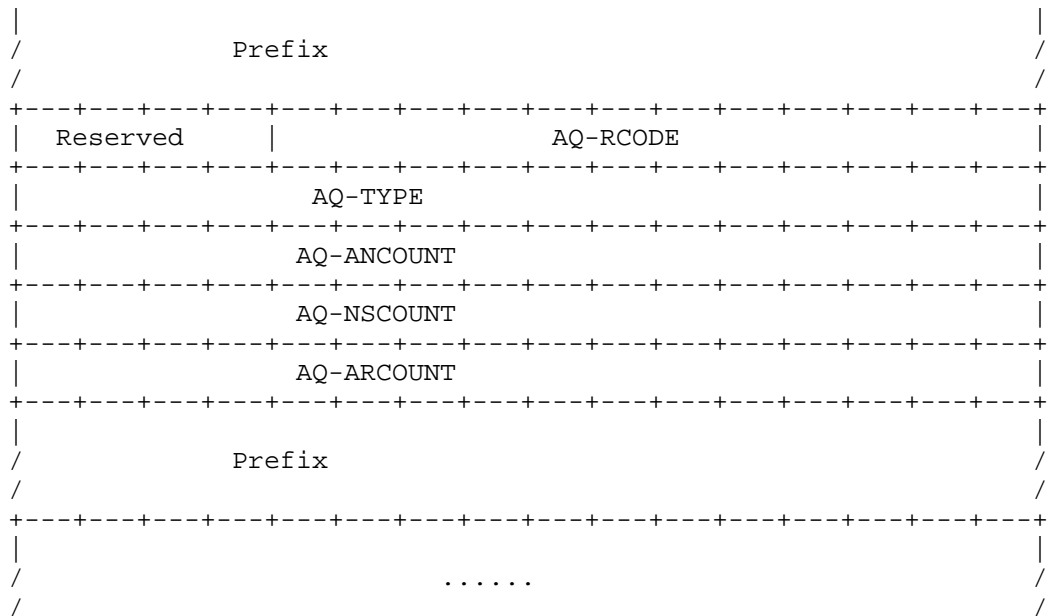 Prefix
Reserved | AQ-RCODE
AQ-TYPE
AQ-ANCOUNT
AQ-NSCOUNT
AQ-ARCOUNT
Prefix
......